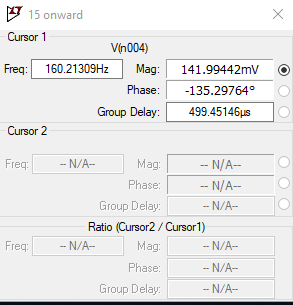 15 onward
Cursor 1
V(n004)
Freq: 160.21309Hz Mag: 141.99442mV
Phase: -135.29764°
Group Delay: 499.45146µs
Cursor 2
Freq: -- N/A-- Mag: -- N/A--
Phase: -- N/A--
Group Delay: -- N/A--
Ratio (Cursor2 / Cursor1)
Freq: -- N/A-- Mag: -- N/A--
Phase: -- N/A--
Group Delay: -- N/A--